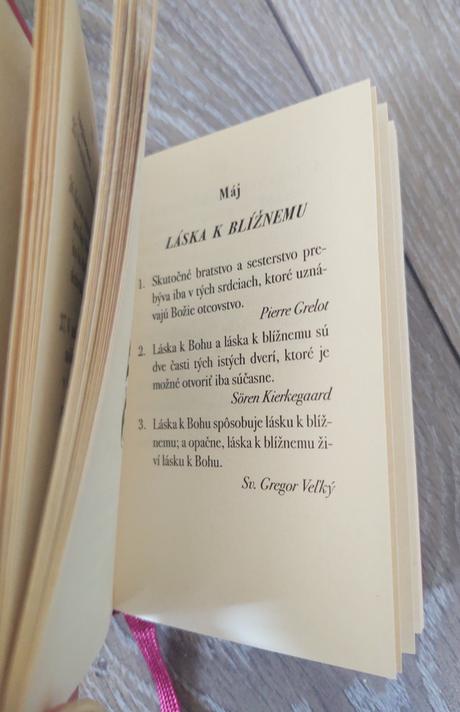 Máj
LÁSKA K BLÍŽNEMU
1. Skutočné bratstvo a sesterstvo pre-
býva iba v tých srdciach, ktoré uzná-
vajú Božie otcovstvo.
Pierre Grelot
2. Láska k Bohu a láska k blížnemu sú
dve časti tých istých dverí, ktoré je
možné otvoriť iba súčasne.
Sören Kierkegaard
3. Láska k Bohu spôsobuje lásku k blíž-
nemu; a opačne, láska k blížnemu ži-
ví lásku k Bohu.
Sv. Gregor Veľký